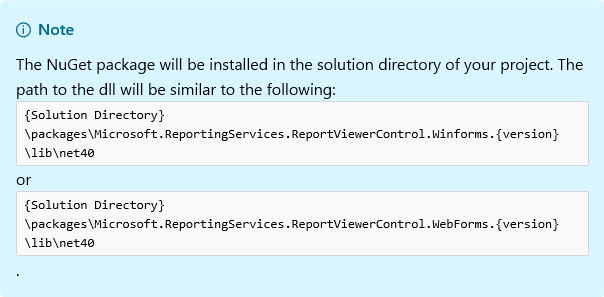 Note
The NuGet package will be installed in the solution directory of your project. The
path to the dll will be similar to the following:
{Solution Directory}
\packages\Microsoft.ReportingServices.ReportViewerControl.Winforms.{version}
\lib\net40
or
{Solution Directory}
\packages\Microsoft.ReportingServices.ReportViewerControl.WebForms.{version}
\lib\net40
.